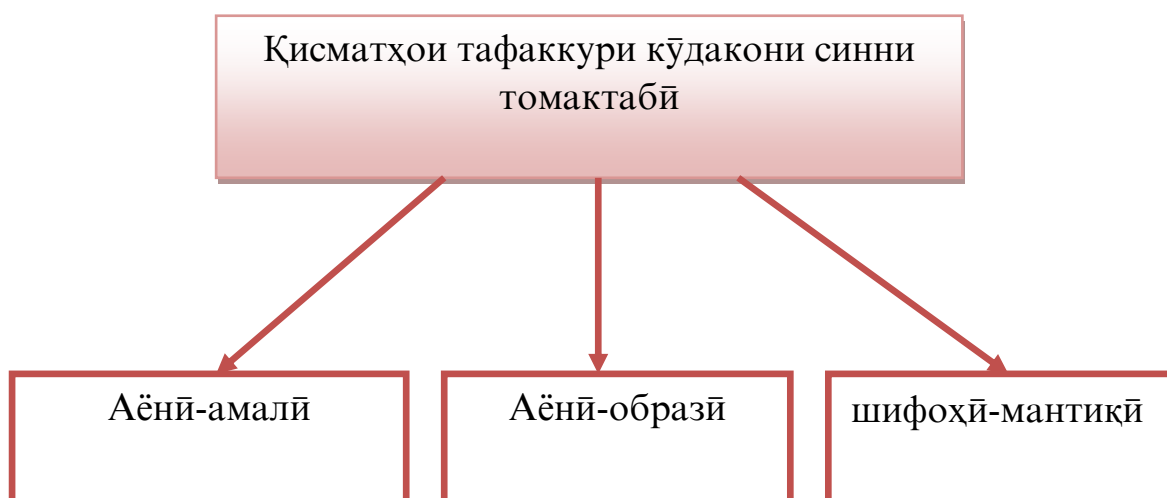 Қисматҳои тафаккури кӯдакони синни
томактабӣ
Аёнӣ-амалӣ
Аёнӣ-образӣ
шифоҳӣ-мантиқӣ